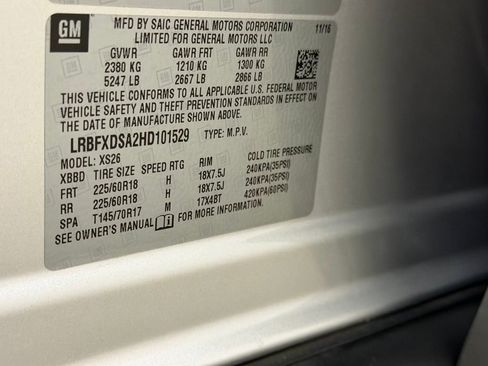 GM
MFD BY SAIC GENERAL MOTORS CORPORATION
LIMITED FOR GENERAL MOTORS LLC
11/16
GVWR GAWR FRT GAWR RR
2380 KG 1210 KG 1300 KG
5247 LB 2667 LB 2866 LB
THIS VEHICLE CONFORMS TO ALL APPLICABLE U.S. FEDERAL MOTOR
VEHICLE SAFETY AND THEFT PREVENTION STANDARDS IN EFFECT ON
THE DATE OF MANUFACTURE SHOWN ABOVE.
LRBFXDSA2HD101529 TYPE: M.P.V.
MODEL: XS26
XBBD TIRE SIZE SPEED RTG RIM COLD TIRE PRESSURE
FRT 225/60R18 H 18X7.5J 240KPA(35PSI)
RR 225/60R18 H 18X7.5J 240KPA(35PSI)
SPA T145/70R17 M 17X4BT 420KPA(60PSI)
SEE OWNER'S MANUAL FOR MORE INFORMATION.